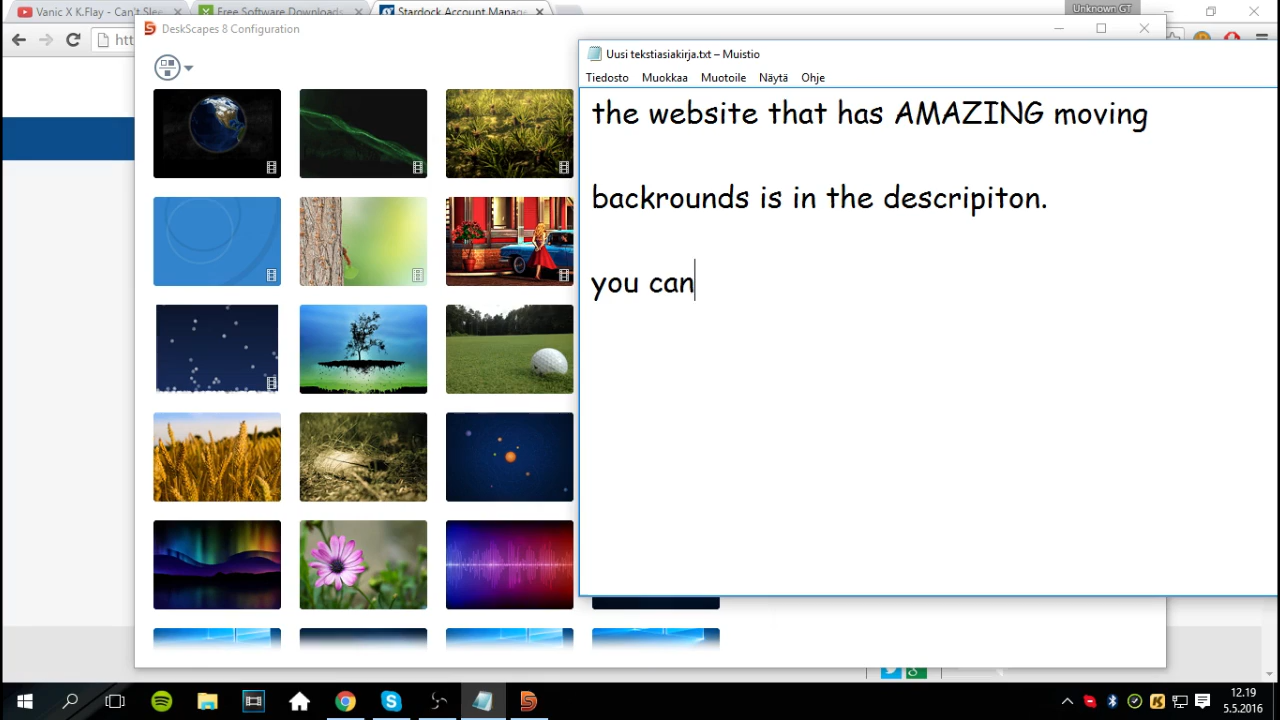 Vanic X K.Flay - Can't Sle
Free Software Downloads
Stardock Account Manag
Unknown GT
htt
DeskScapes 8 Configuration
Uusi tekstiasiakirja.txt – Muistio
Tiedosto Muokkaa Muotoile Näytä Ohje
the website that has AMAZING moving
backrounds is in the descripiton.
you can
12.19
5.5.2016